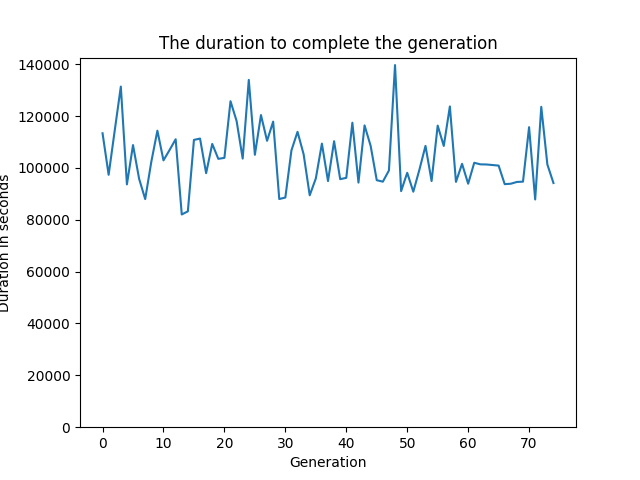 The duration to complete the generation
140000
120000
100000
80000
60000
40000
20000
0
Duration in seconds
0 10 20 30 40 50 60 70
Generation